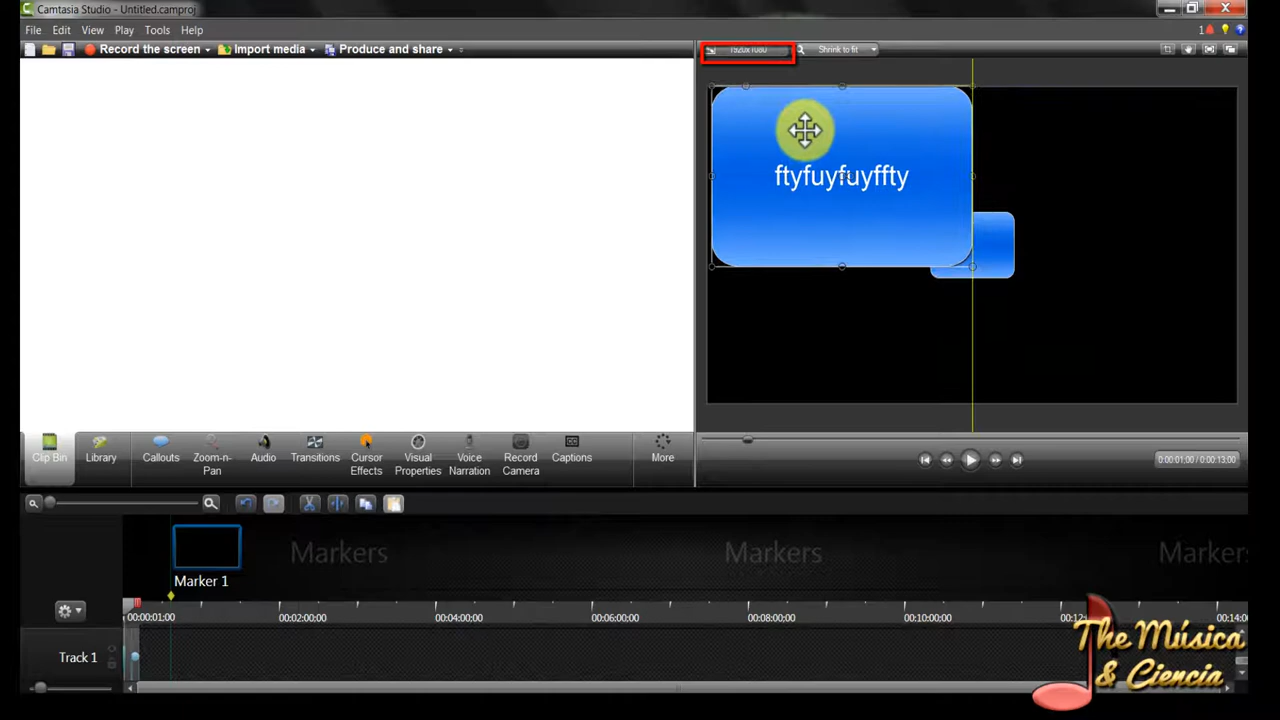 Camtasia Studio - Untitled.camproj
File Edit View Play Tools Help
1
Record the screen Import media Produce and share
1920x1080 Shrink to fit
ftyfuyfuyffty
Clip Bin
Library
Callouts
Zoom-n-
Pan
Audio
Transitions
Cursor
Effects
Visual
Properties
Voice
Narration
Record
Camera
Captions
More
0:00:01;00 / 0:00:13;00
Markers Markers Markers
Marker 1
00:00:01;00 00:02:00;00 00:04:00;00 00:06:00;00 00:08:00;00 00:10:00;00 00:12: 00:14:
Track 1
The Música
& Ciencia